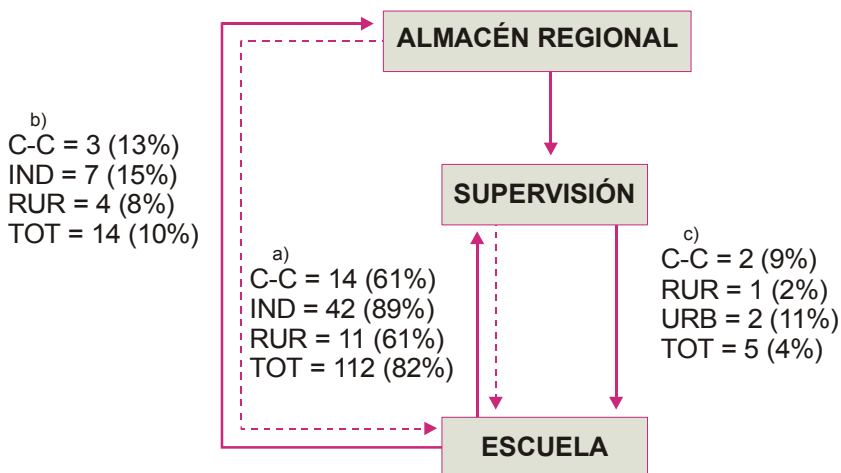 ALMACÉN REGIONAL
b)
C-C = 3 (13%)
IND = 7 (15%)
RUR = 4 (8%)
TOT = 14 (10%)
SUPERVISIÓN
a)
C-C = 14 (61%)
IND = 42 (89%)
RUR = 11 (61%)
TOT = 112 (82%)
c)
C-C = 2 (9%)
RUR = 1 (2%)
URB = 2 (11%)
TOT = 5 (4%)
ESCUELA